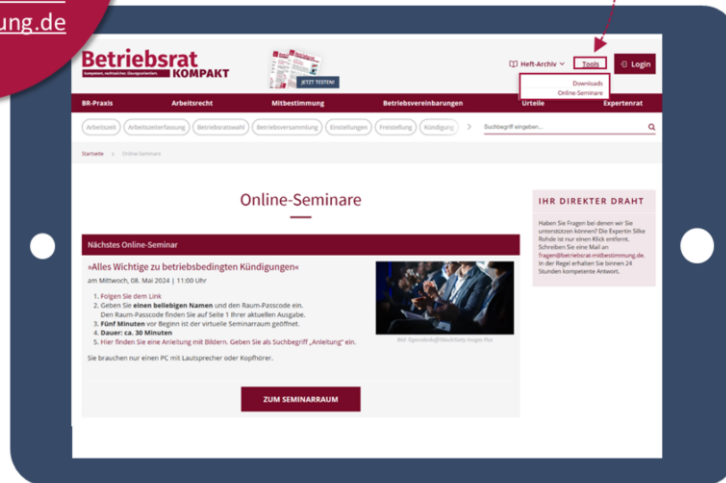 ung.de
Betriebsrat
KOMPAKT
JETZT TESTEN!
Heft-Archiv
Tools
Login
Downloads
Online-Seminare
BR-Praxis
Arbeitsrecht
Mitbestimmung
Betriebsvereinbarungen
Urteile
Expertenrat
Arbeitszeit
Arbeitszeiterfassung
Betriebsratswahl
Betriebsversammlung
Einstellungen
Freistellung
Kündigung
Suchbegriff eingeben...
Startseite > Online-Seminare
Online-Seminare
Nächstes Online-Seminar
»Alles Wichtige zu betriebsbedingten Kündigungen«
am Mittwoch, 08. Mai 2024 | 11:00 Uhr
1. Folgen Sie dem Link
2. Geben Sie einen beliebigen Namen und den Raum-Passcode ein.
Den Raum-Passcode finden Sie auf Seite 1 Ihrer aktuellen Ausgabe.
3. Fünf Minuten vor Beginn ist der virtuelle Seminarraum geöffnet.
4. Dauer: ca. 30 Minuten
5. Hier finden Sie eine Anleitung mit Bildern. Geben Sie als Suchbegriff „Anleitung“ ein.
Sie brauchen nur einen PC mit Lautsprecher oder Kopfhörer.
ZUM SEMINARRAUM
IHR DIREKTER DRAHT
Haben Sie Fragen bei denen wir Sie
unterstützen können? Die Expertin Silke
Rohde ist nur einen Klick entfernt.
Schreiben Sie eine Mail an
fragen@betriebsrat-mitbestimmung.de.
In der Regel erhalten Sie binnen 24
Stunden kompetente Antwort.